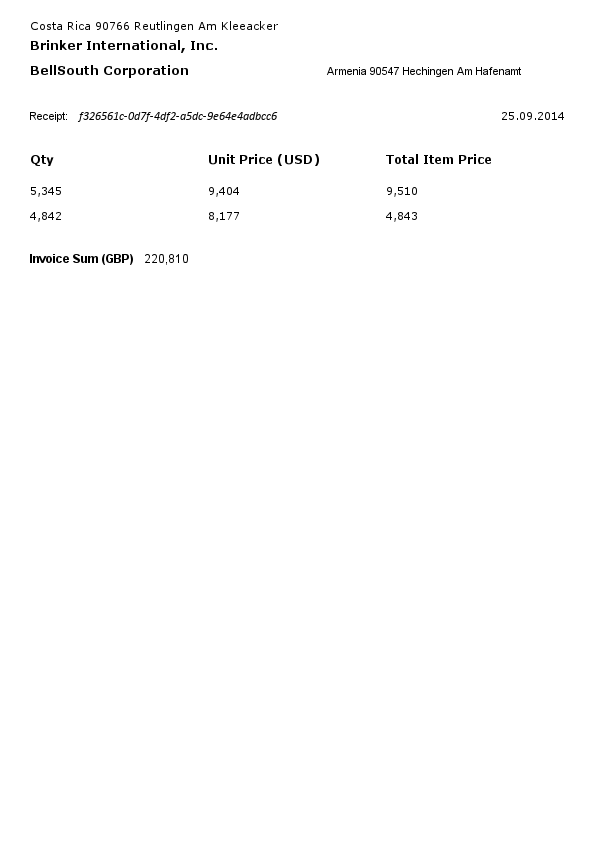 Costa Rica 90766 Reutlingen Am Kleeacker
Brinker International, Inc.
BellSouth Corporation Armenia 90547 Hechingen Am Hafenamt
Receipt: f326561c-0d7f-4df2-a5dc-9e64e4adbcc6 25.09.2014
Qty Unit Price (USD) Total Item Price
5,345 9,404 9,510
4,842 8,177 4,843
Invoice Sum (GBP) 220,810